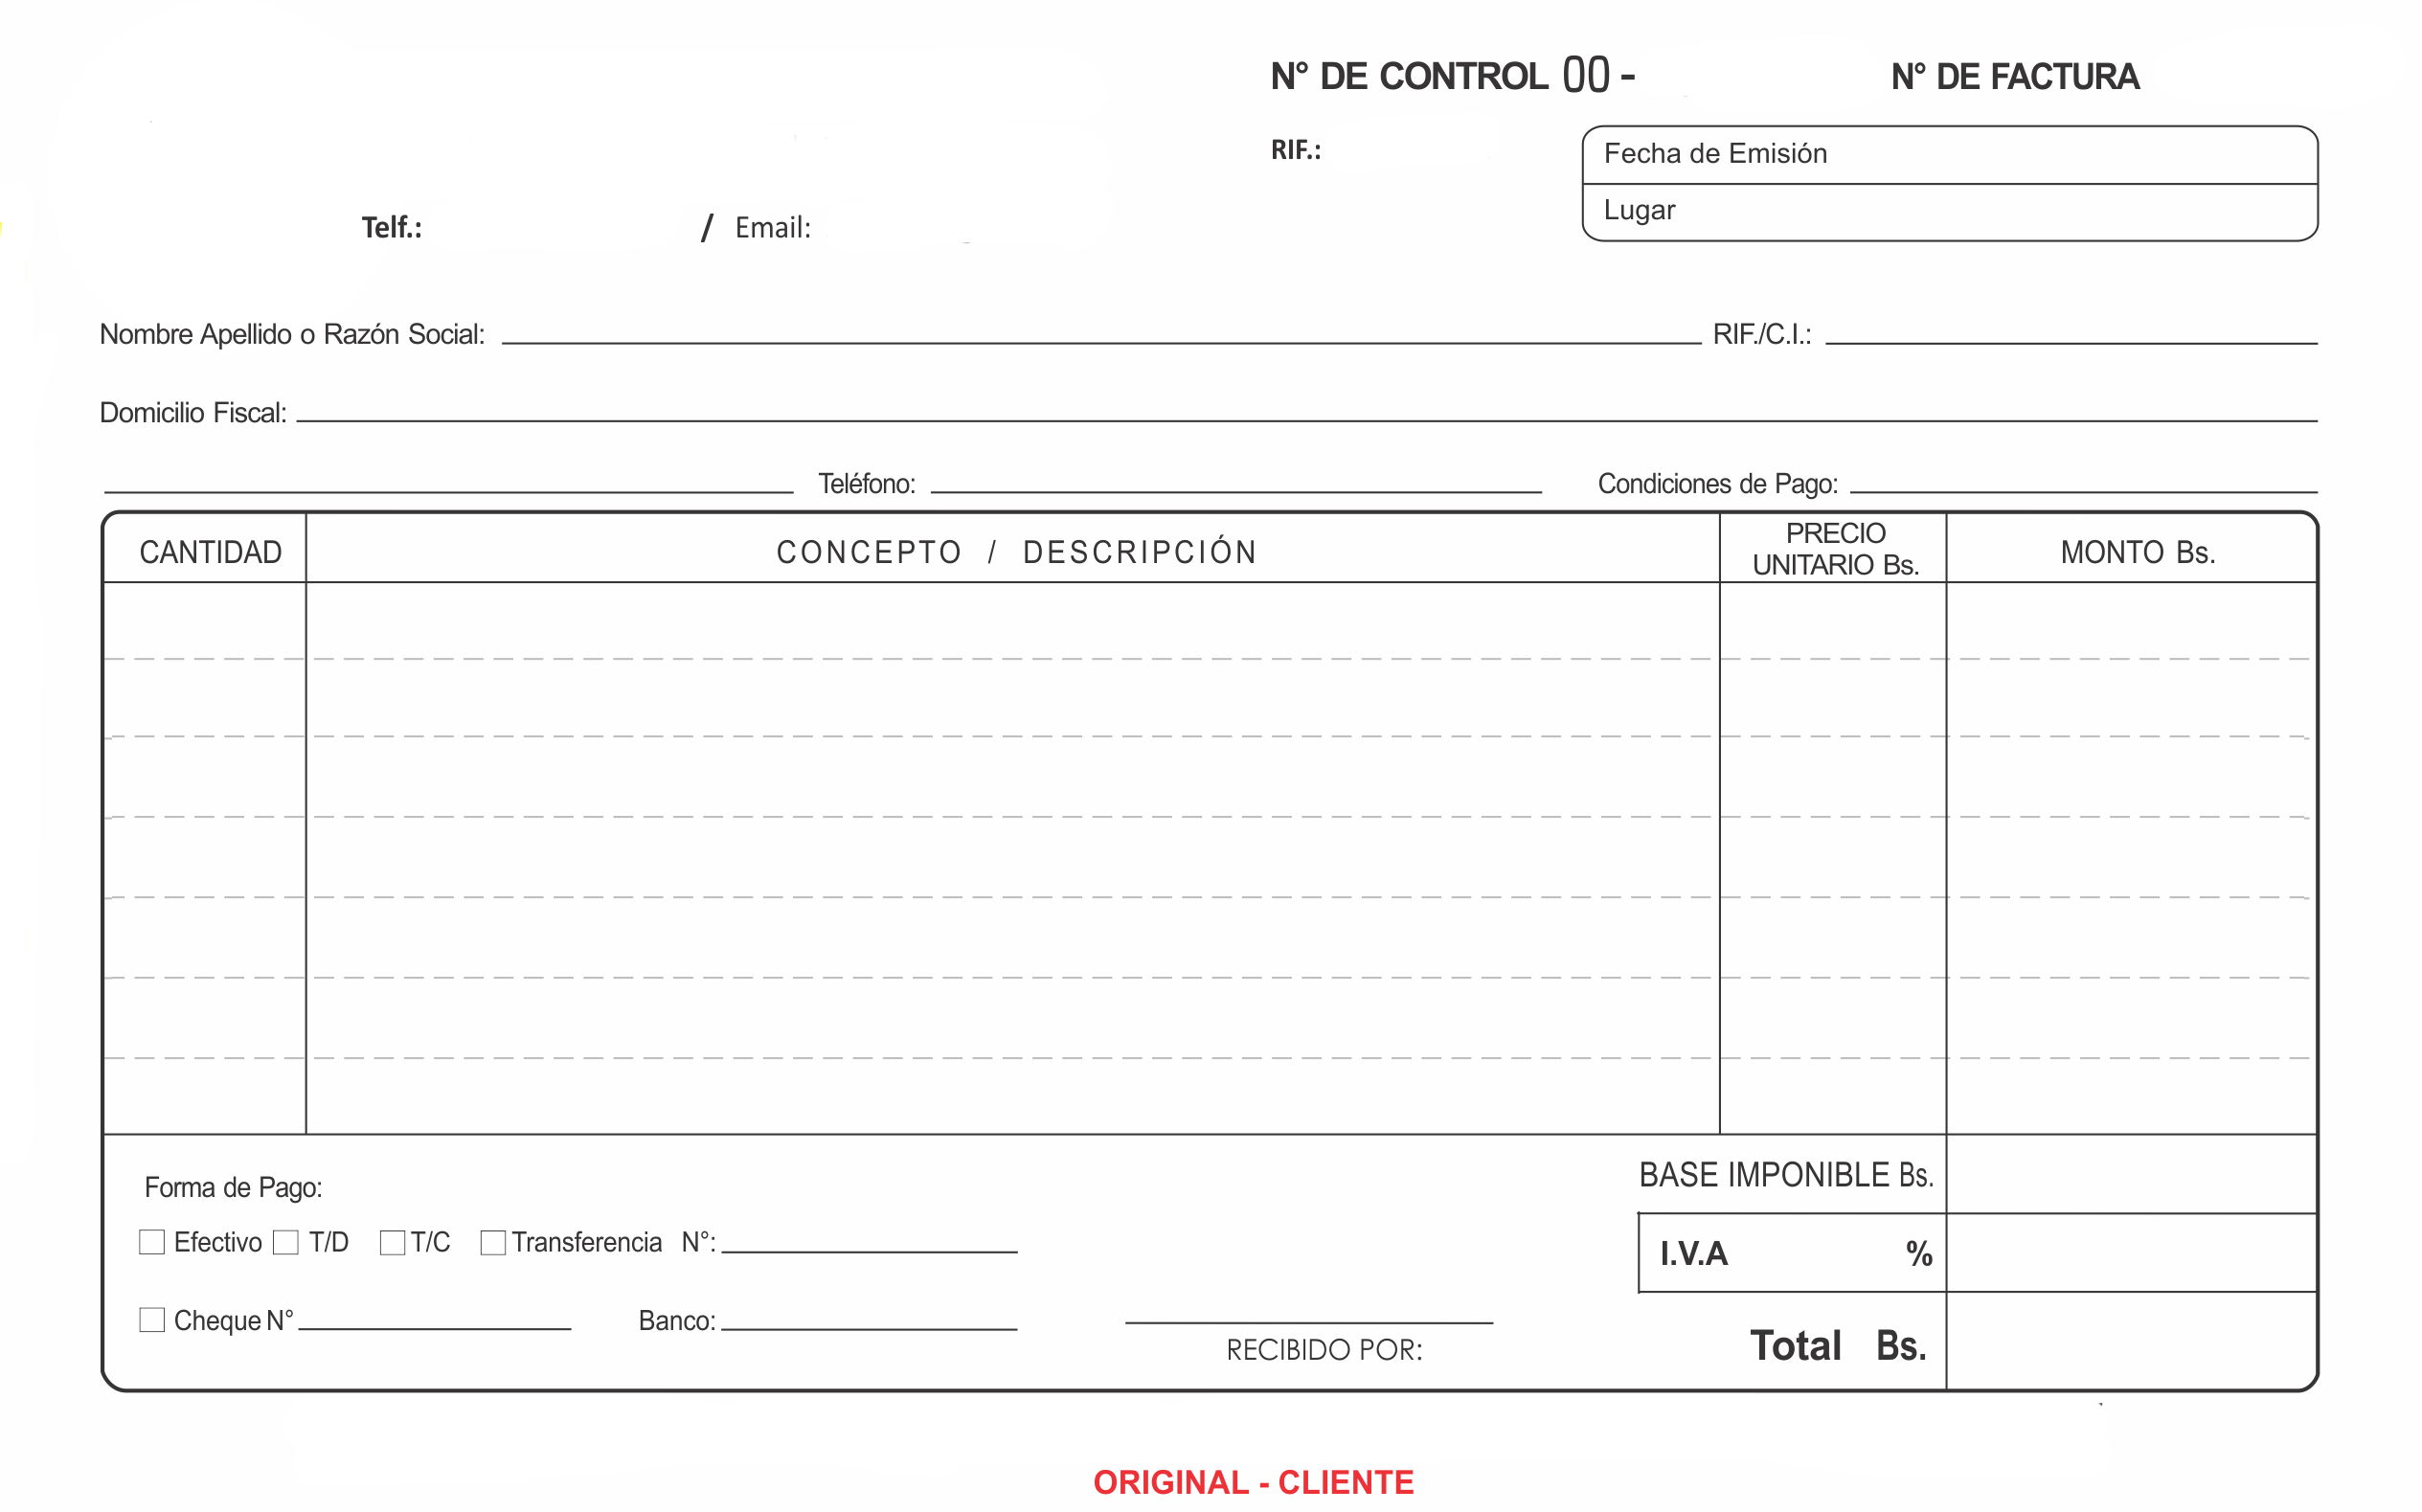 N° DE CONTROL 00 - N° DE FACTURA
RIF.: Fecha de Emisión
Lugar
Telf.: / Email:
Nombre Apellido o Razón Social: RIF./C.I.:
Domicilio Fiscal:
Teléfono: Condiciones de Pago:
CANTIDAD CONCEPTO / DESCRIPCIÓN PRECIO UNITARIO Bs. MONTO Bs.
BASE IMPONIBLE Bs.
Forma de Pago:
Efectivo T/D T/C Transferencia N°:
I.V.A %
Cheque N° Banco:
RECIBIDO POR:
Total Bs.
ORIGINAL - CLIENTE